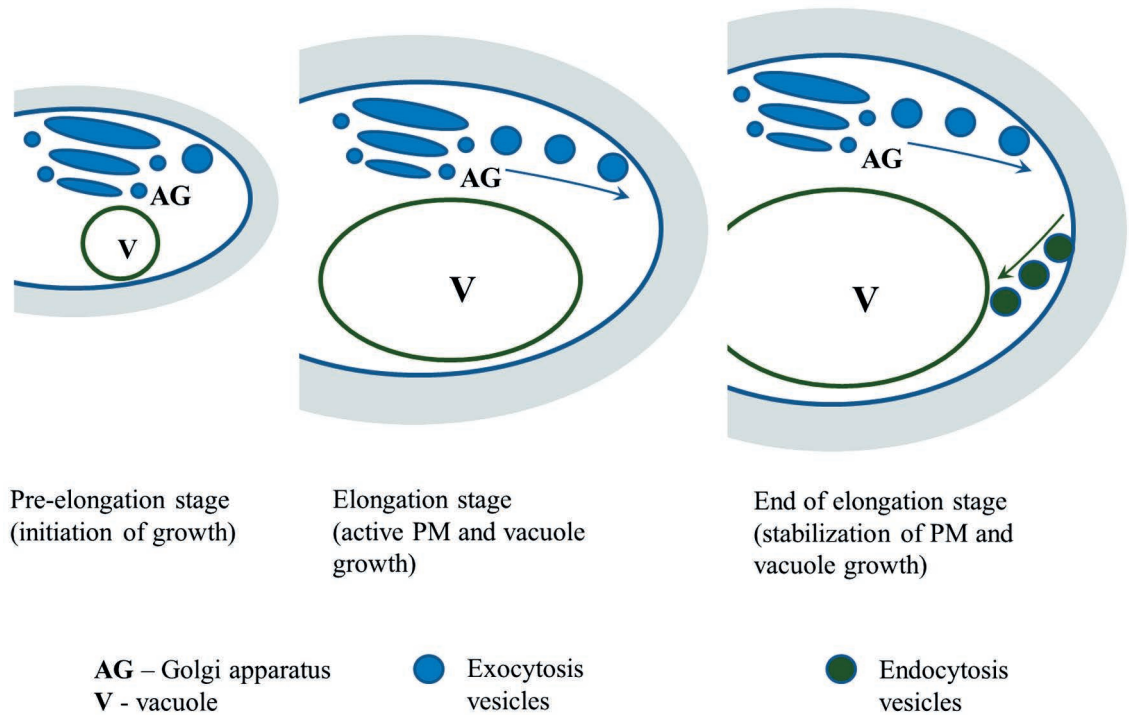 AG
V
AG
V
AG
V
Pre-elongation stage
(initiation of growth)
Elongation stage
(active PM and vacuole
growth)
End of elongation stage
(stabilization of PM and
vacuole growth)
AG – Golgi apparatus
V - vacuole
Exocytosis
vesicles
Endocytosis
vesicles